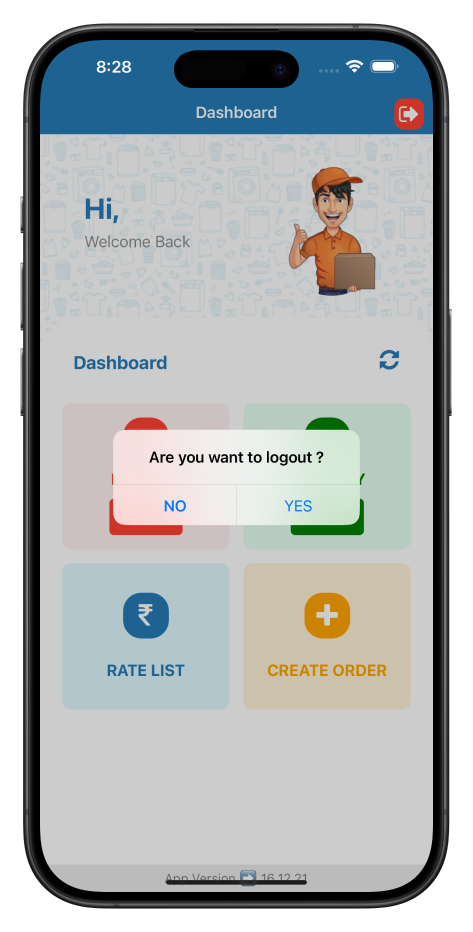 8:28
Dashboard
Hi,
Welcome Back
Dashboard
Are you want to logout ?
NO
YES
₹
RATE LIST
CREATE ORDER
App Version ➡️ 16.12.21